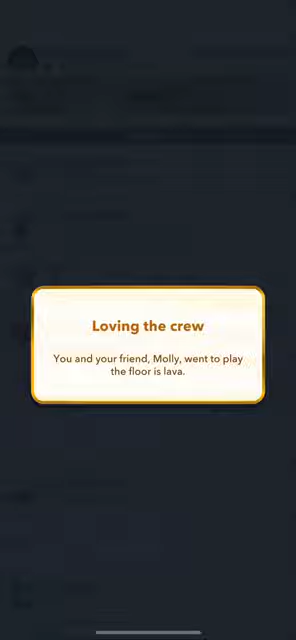 Loving the crew
You and your friend, Molly, went to play
the floor is lava.